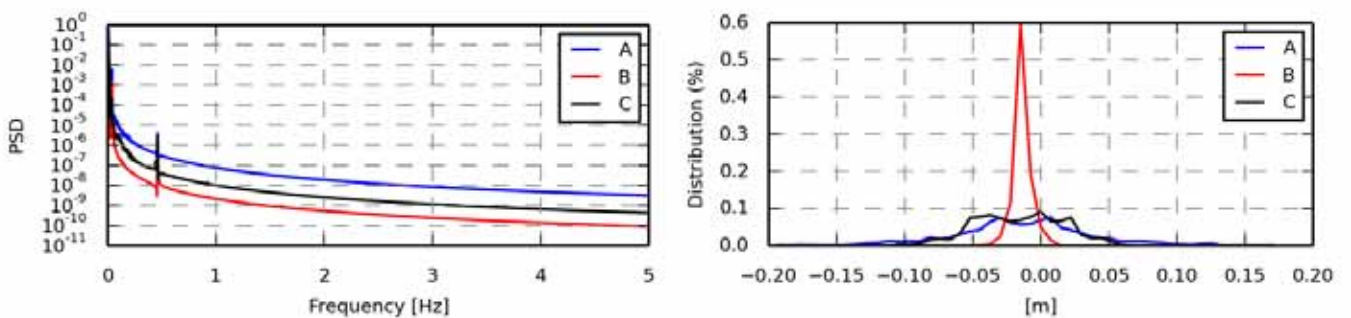 10⁰
10⁻¹
10⁻²
10⁻³
10⁻⁴
10⁻⁵
10⁻⁶
10⁻⁷
10⁻⁸
10⁻⁹
10⁻¹⁰
10⁻¹¹
PSD
A
B
C
0 1 2 3 4 5
Frequency [Hz]
0.6
0.5
0.4
0.3
0.2
0.1
0.0
Distribution (%)
A
B
C
−0.20 −0.15 −0.10 −0.05 0.00 0.05 0.10 0.15 0.20
[m]